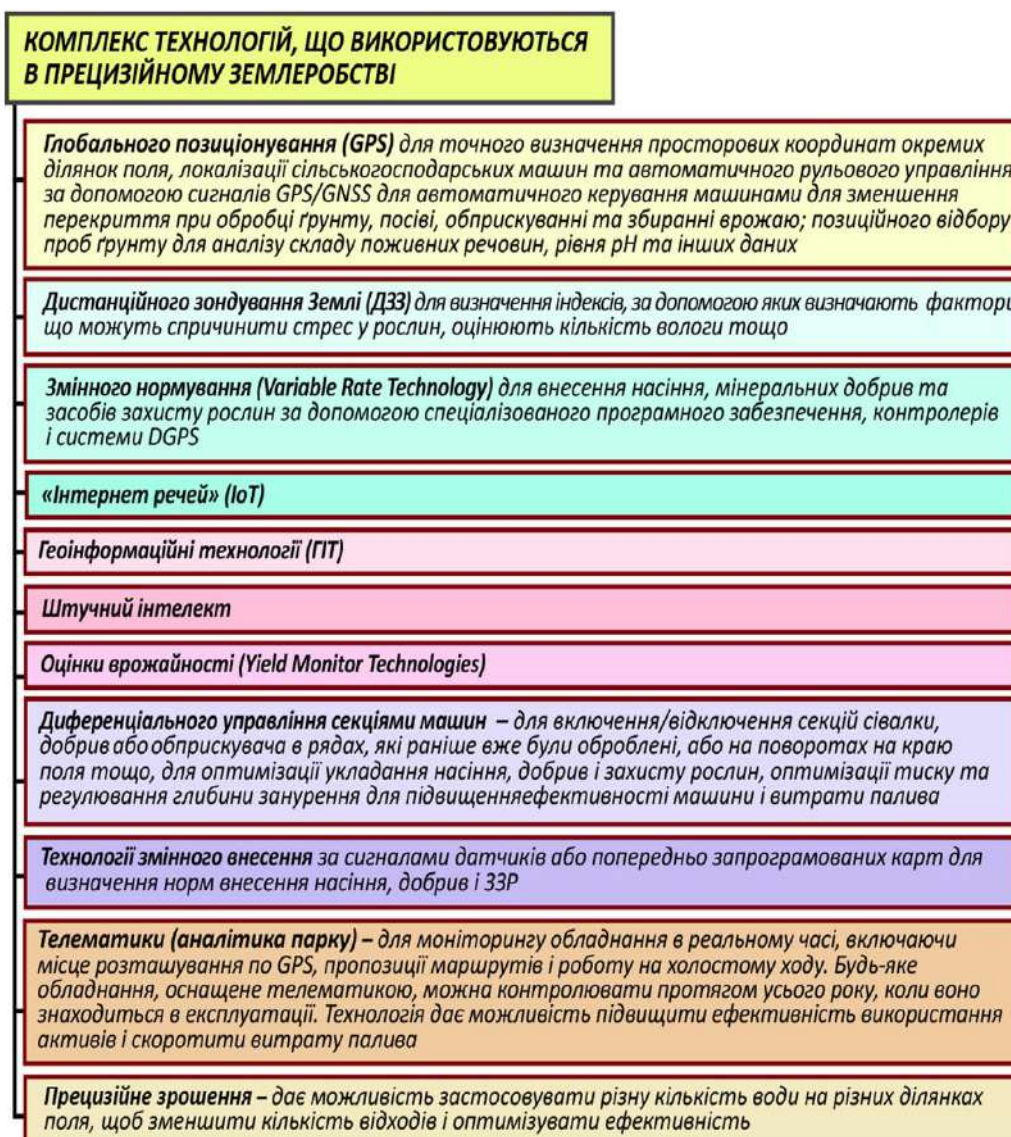 КОМПЛЕКС ТЕХНОЛОГІЙ, ЩО ВИКОРИСТОВУЮТЬСЯ
В ПРЕЦИЗІЙНОМУ ЗЕМЛЕРОБСТВІ
Глобального позиціонування (GPS) для точного визначення просторових координат окремих
ділянок поля, локалізації сільськогосподарських машин та автоматичного рульового управління
за допомогою сигналів GPS/GNSS для автоматичного керування машинами для зменшення
перекриття при обробці ґрунту, посіві, обприскуванні та збиранні врожаю; позиційного відбору
проб ґрунту для аналізу складу поживних речовин, рівня pH та інших даних
Дистанційного зондування Землі (ДЗЗ) для визначення індексів, за допомогою яких визначають фактори
що можуть спричинити стрес у рослин, оцінюють кількість вологи тощо
Змінного нормування (Variable Rate Technology) для внесення насіння, мінеральних добрив та
засобів захисту рослин за допомогою спеціалізованого програмного забезпечення, контролерів
і системи DGPS
«Інтернет речей» (IoT)
Геоінформаційні технології (ГІТ)
Штучний інтелект
Оцінки врожайності (Yield Monitor Technologies)
Диференціального управління секціями машин – для включення/відключення секцій сівалки,
добрив або обприскувача в рядах, які раніше вже були оброблені, або на поворотах на краю
поля тощо, для оптимізації укладання насіння, добрив і захисту рослин, оптимізації тиску та
регулювання глибини занурення для підвищенняефективності машини і витрати палива
Технології змінного внесення за сигналами датчиків або попередньо запрограмованих карт для
визначення норм внесення насіння, добрив і ЗЗР
Телематики (аналітика парку) – для моніторингу обладнання в реальному часі, включаючи
місце розташування по GPS, пропозиції маршрутів і роботу на холостому ходу. Будь-яке
обладнання, оснащене телематикою, можна контролювати протягом усього року, коли воно
знаходиться в експлуатації. Технологія дає можливість підвищити ефективність використання
активів і скоротити витрату палива
Прецизійне зрошення – дає можливість застосовувати різну кількість води на різних ділянках
поля, щоб зменшити кількість відходів і оптимізувати ефективність